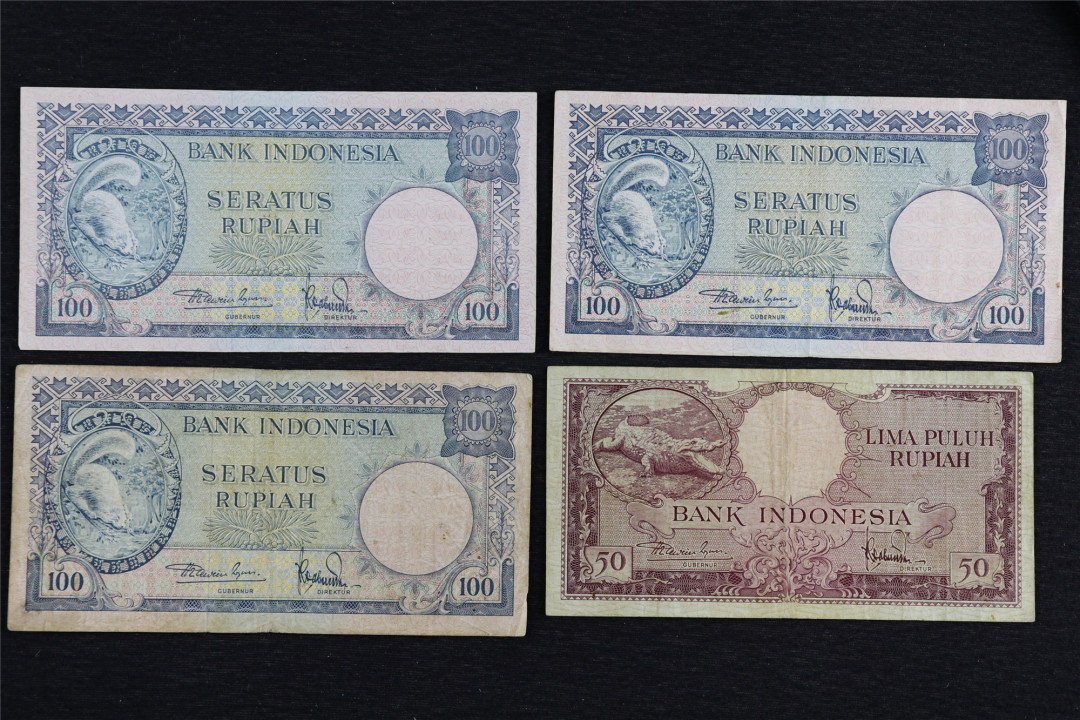 100
BANK INDONESIA
SERATUS
RUPIAH
100
GUBERNUR
DIREKTUR
100
100
BANK INDONESIA
SERATUS
RUPIAH
100
GUBERNUR
DIREKTUR
100
100
BANK INDONESIA
SERATUS
RUPIAH
100
GUBERNUR
DIREKTUR
100
LIMA PULUH
RUPIAH
BANK INDONESIA
50
GUBERNUR
DIREKTUR
50